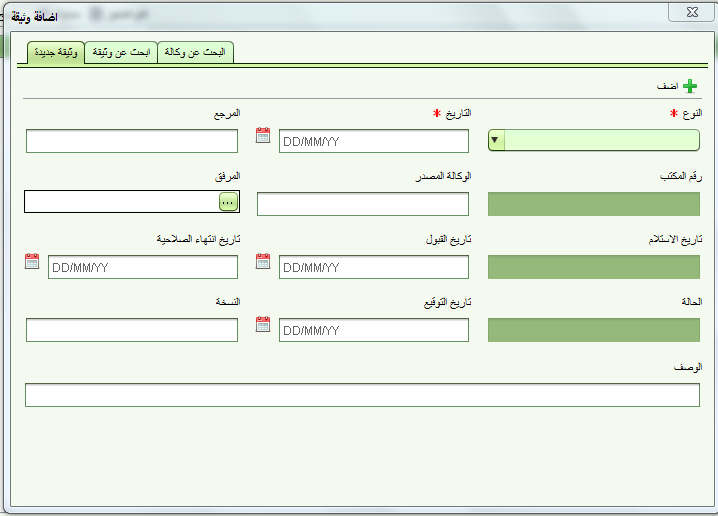 اضافة وثيقة
وثيقة جديدة
ابحث عن وثيقة
البحث عن وكالة
اضف
النوع *
التاريخ *
المرجع
DD/MM/YY
رقم المكتب
الوكالة المصدر
المرفق
...
تاريخ الاستلام
تاريخ القبول
تاريخ انتهاء الصلاحية
DD/MM/YY
DD/MM/YY
الحالة
تاريخ التوقيع
النسخة
DD/MM/YY
الوصف